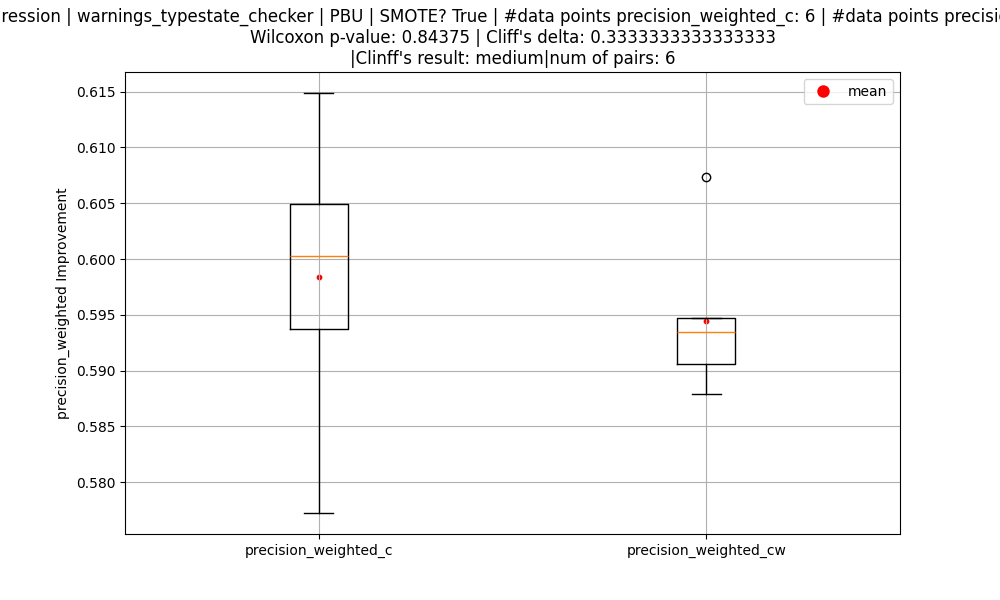 ression | warnings_typestate_checker | PBU | SMOTE? True | #data points precision_weighted_c: 6 | #data points precisi
Wilcoxon p-value: 0.84375 | Cliff's delta: 0.3333333333333333
|Clinff's result: medium|num of pairs: 6
mean
0.615
0.610
0.605
0.600
0.595
0.590
0.585
0.580
precision_weighted Improvement
precision_weighted_c
precision_weighted_cw